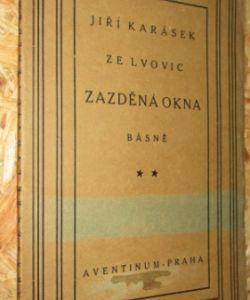 JIŘÍ KARÁSEK
ZE LVOVIC
ZAZDĚNÁ OKNA
BÁSNĚ
★ ★
AVENTINUM-PRAHA